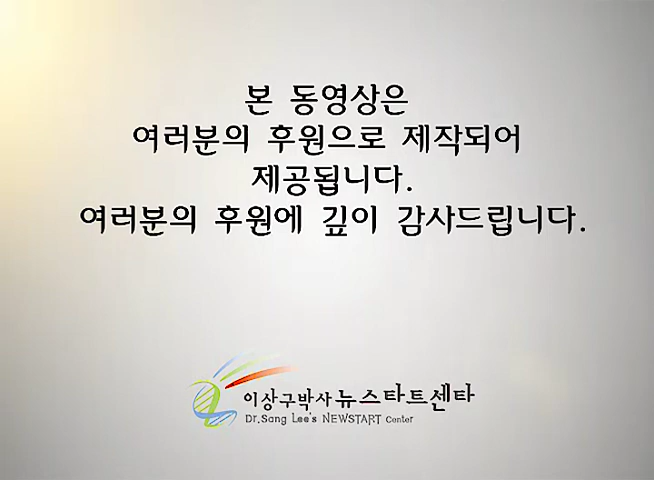 본 동영상은
여러분의 후원으로 제작되어
제공됩니다.
여러분의 후원에 깊이 감사드립니다.
이상구박사 뉴스타트센타
Dr.Sang Lee's NEWSTART Center